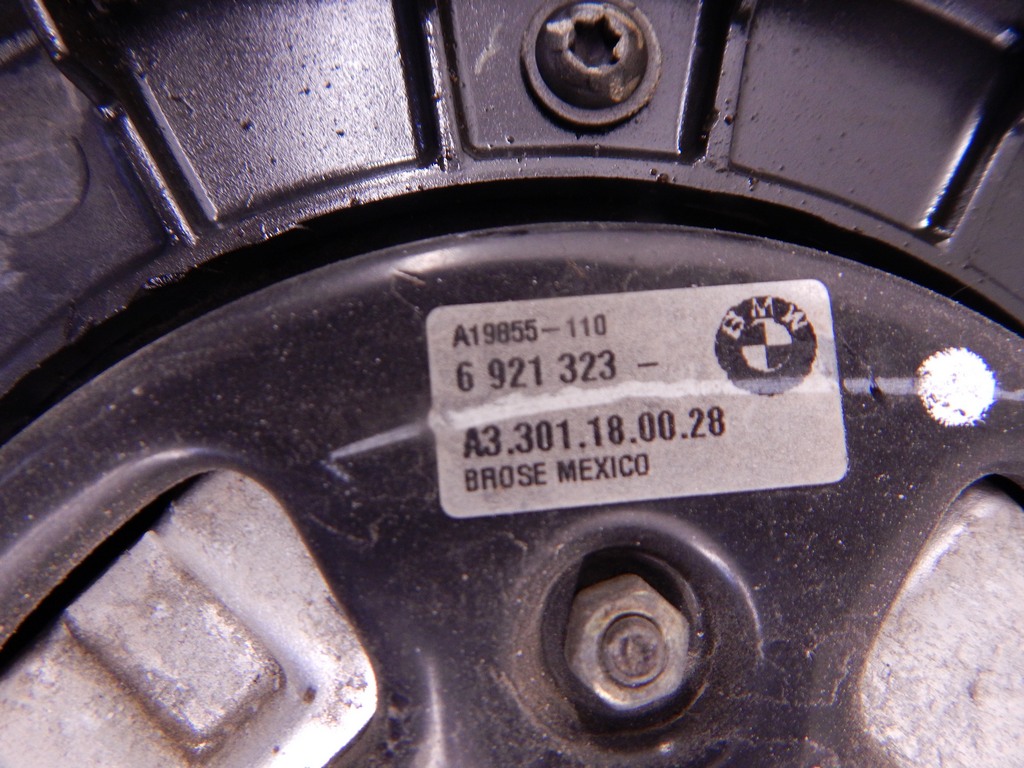 A19855-110
BMW
6 921 323 -
A3.301.18.00.28
BROSE MEXICO